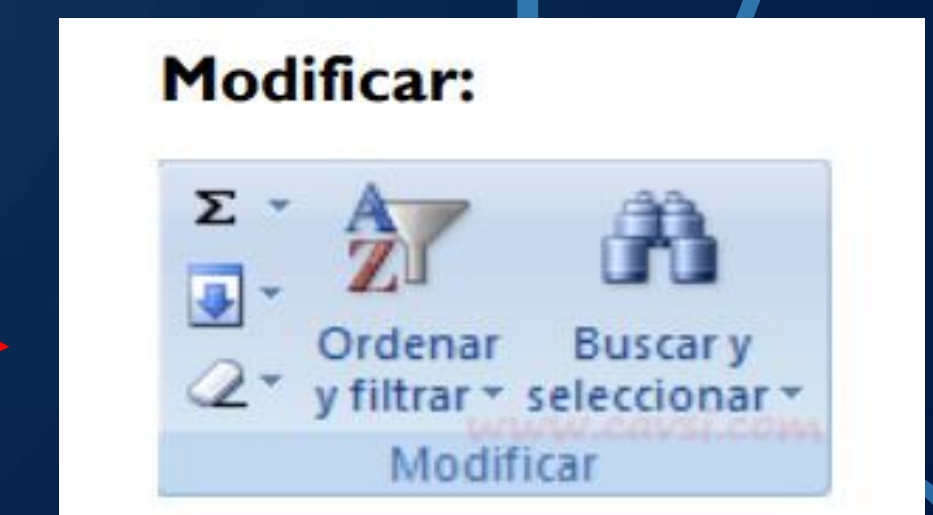 Modificar:
Σ
Ordenar
y filtrar
Buscar y
seleccionar
www.cavsi.com
Modificar